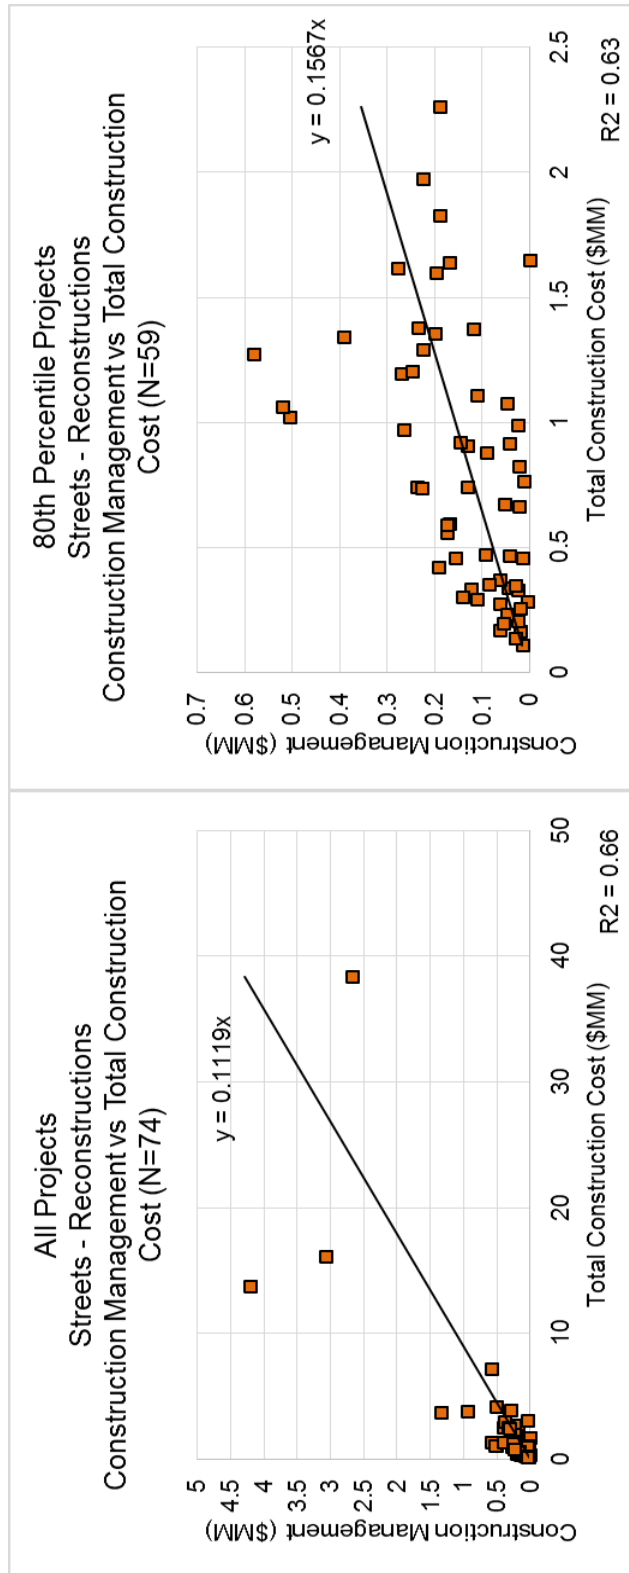 All Projects
Streets - Reconstructions
Construction Management vs Total Construction
Cost (N=74)
Construction Management ($MM)
5
4.5
4
3.5
3
2.5
2
1.5
1
0.5
0
y = 0.1119x
0
10
20
30
40
50
Total Construction Cost ($MM)
R2 = 0.66
80th Percentile Projects
Streets - Reconstructions
Construction Management vs Total Construction
Cost (N=59)
Construction Management ($MM)
0.7
0.6
0.5
0.4
0.3
0.2
0.1
0
y = 0.1567x
0
0.5
1
1.5
2
2.5
Total Construction Cost ($MM)
R2 = 0.63